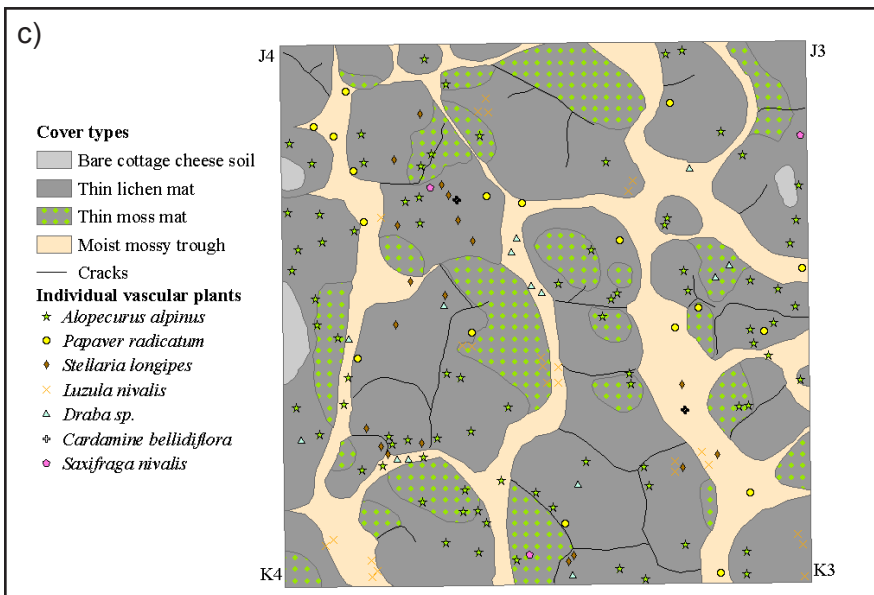 c)
J4
J3
Cover types
Bare cottage cheese soil
Thin lichen mat
Thin moss mat
Moist mossy trough
Cracks
Individual vascular plants
Alopecurus alpinus
Papaver radicatum
Stellaria longipes
Luzula nivalis
Draba sp.
Cardamine bellidiflora
Saxifraga nivalis
K4
K3